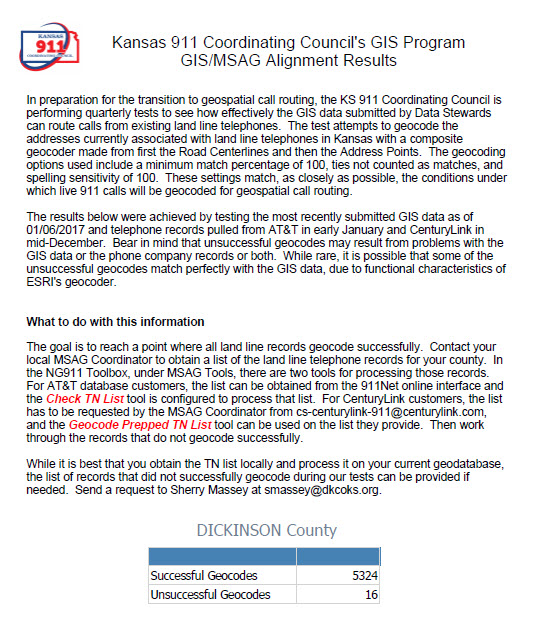 KANSAS
911
COORDINATING COUNCIL
Kansas 911 Coordinating Council's GIS Program
GIS/MSAG Alignment Results
In preparation for the transition to geospatial call routing, the KS 911 Coordinating Council is
performing quarterly tests to see how effectively the GIS data submitted by Data Stewards
can route calls from existing land line telephones.  The test attempts to geocode the
addresses currently associated with land line telephones in Kansas with a composite
geocoder made from first the Road Centerlines and then the Address Points.  The geocoding
options used include a minimum match percentage of 100, ties not counted as matches, and
spelling sensitivity of 100.  These settings match, as closely as possible, the conditions under
which live 911 calls will be geocoded for geospatial call routing.
The results below were achieved by testing the most recently submitted GIS data as of
01/06/2017 and telephone records pulled from AT&T in early January and CenturyLink in
mid-December.  Bear in mind that unsuccessful geocodes may result from problems with the
GIS data or the phone company records or both.  While rare, it is possible that some of the
unsuccessful geocodes match perfectly with the GIS data, due to functional characteristics of
ESRI's geocoder.
What to do with this information
The goal is to reach a point where all land line records geocode successfully.  Contact your
local MSAG Coordinator to obtain a list of the land line telephone records for your county.  In
the NG911 Toolbox, under MSAG Tools, there are two tools for processing those records.
For AT&T database customers, the list can be obtained from the 911Net online interface and
the Check TN List tool is configured to process that list.  For CenturyLink customers, the list
has to be requested by the MSAG Coordinator from cs-centurylink-911@centurylink.com,
and the Geocode Prepped TN List tool can be used on the list they provide.  Then work
through the records that do not geocode successfully.
While it is best that you obtain the TN list locally and process it on your current geodatabase,
the list of records that did not successfully geocode during our tests can be provided if
needed.  Send a request to Sherry Massey at smassey@dkcoks.org.
DICKINSON County
Successful Geocodes 5324
Unsuccessful Geocodes 16